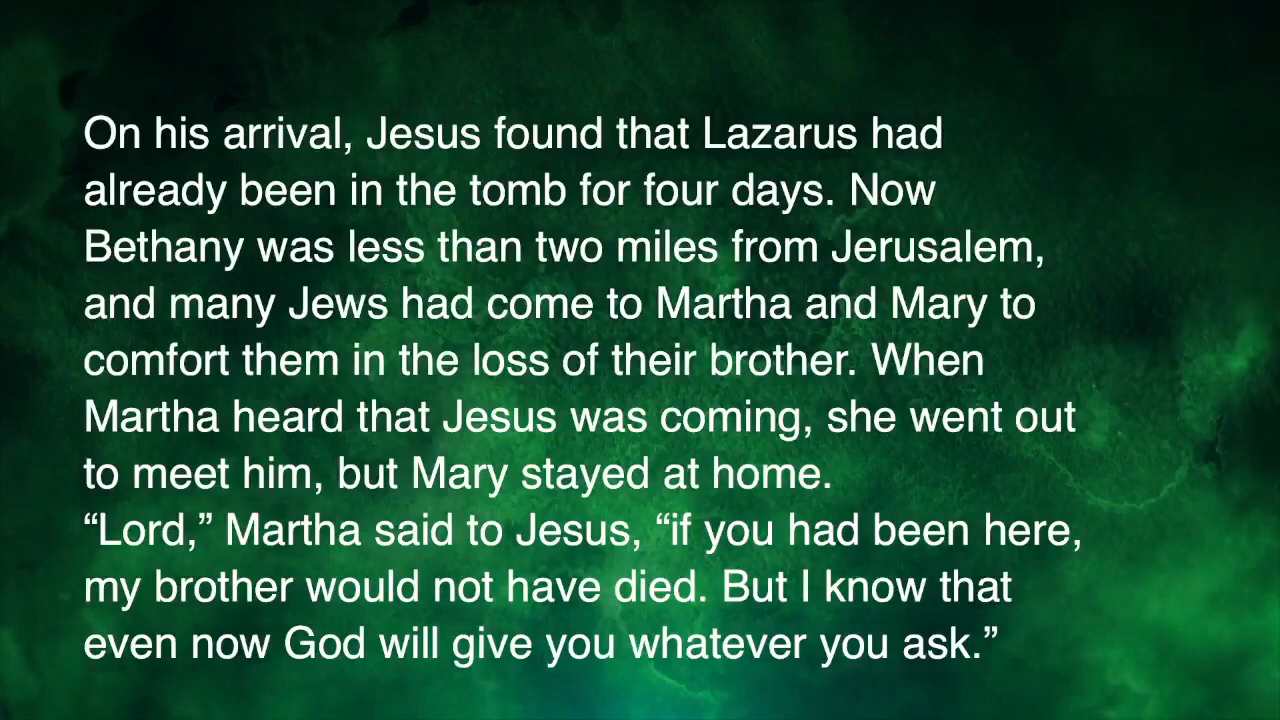 On his arrival, Jesus found that Lazarus had
already been in the tomb for four days. Now
Bethany was less than two miles from Jerusalem,
and many Jews had come to Martha and Mary to
comfort them in the loss of their brother. When
Martha heard that Jesus was coming, she went out
to meet him, but Mary stayed at home.
“Lord,” Martha said to Jesus, “if you had been here,
my brother would not have died. But I know that
even now God will give you whatever you ask.”